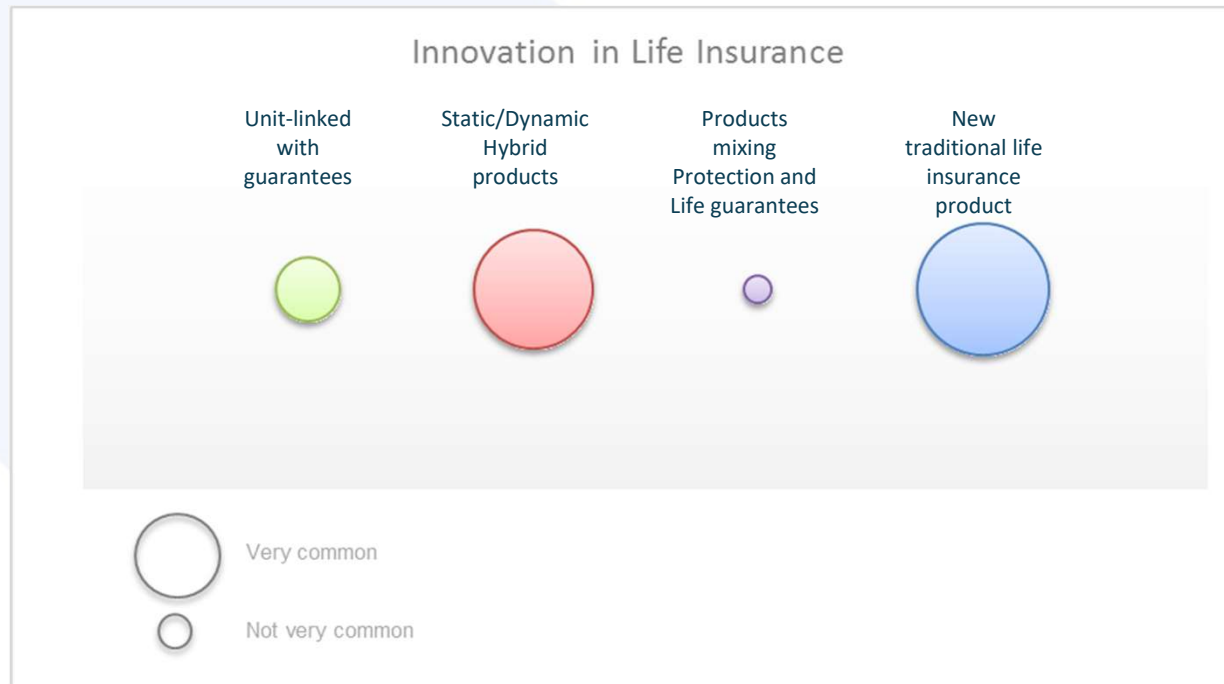 Innovation in Life Insurance
Unit-linked
with
guarantees
Static/Dynamic
Hybrid
products
Products
mixing
Protection and
Life guarantees
New
traditional life
insurance
product
Very common
Not very common